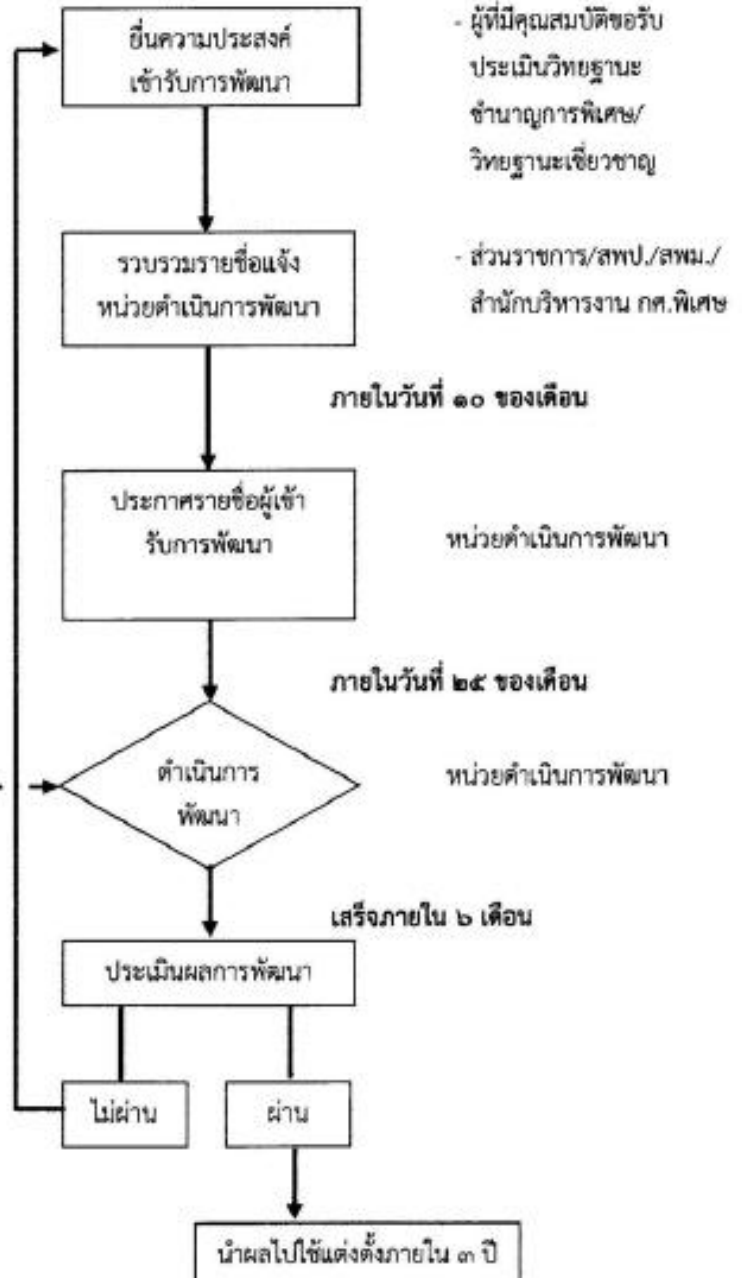 ยื่นความประสงค์
เข้ารับการพัฒนา
- ผู้ที่มีคุณสมบัติขอรับ
ประเมินวิทยฐานะ
ชำนาญการพิเศษ/
วิทยฐานะเชี่ยวชาญ
รวบรวมรายชื่อแจ้ง
หน่วยดำเนินการพัฒนา
- ส่วนราชการ/สพป./สพม./
สำนักบริหารงาน กศ.พิเศษ
ภายในวันที่ ๑๐ ของเดือน
ประกาศรายชื่อผู้เข้า
รับการพัฒนา
หน่วยดำเนินการพัฒนา
ภายในวันที่ ๒๕ ของเดือน
ดำเนินการ
พัฒนา
หน่วยดำเนินการพัฒนา
เสร็จภายใน ๖ เดือน
ประเมินผลการพัฒนา
ไม่ผ่าน
ผ่าน
นำผลไปใช้แต่งตั้งภายใน ๓ ปี